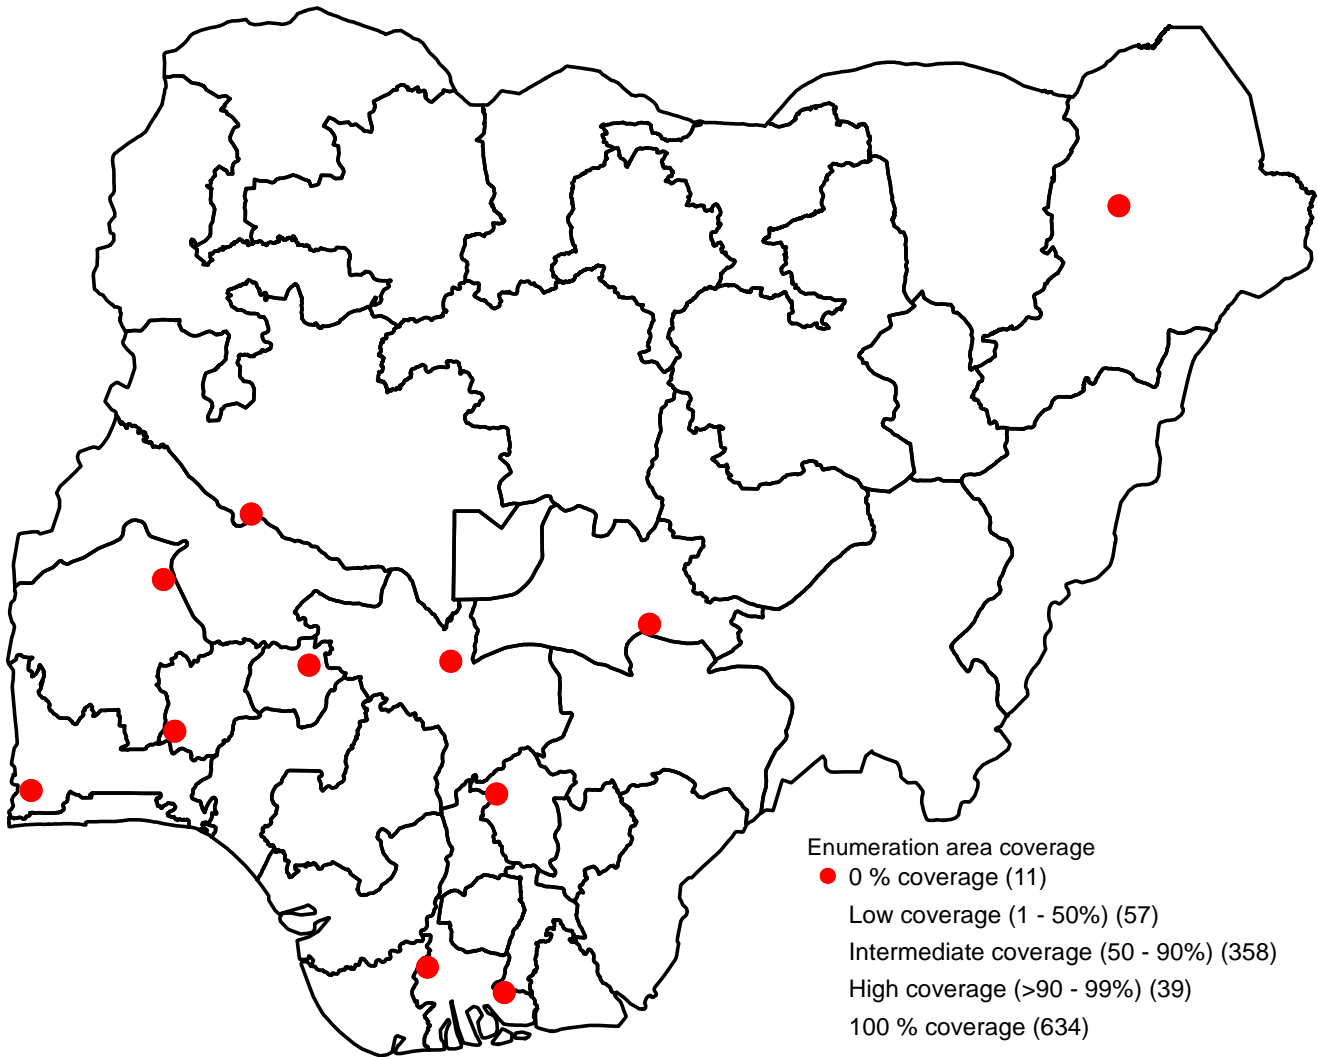 Enumeration area coverage
0 % coverage (11)
Low coverage (1 - 50%) (57)
Intermediate coverage (50 - 90%) (358)
High coverage (>90 - 99%) (39)
100 % coverage (634)